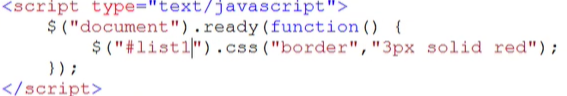 <script type="text/javascript">
$("document").ready(function() {
$("#list1").css("border","3px solid red");
});
</script>